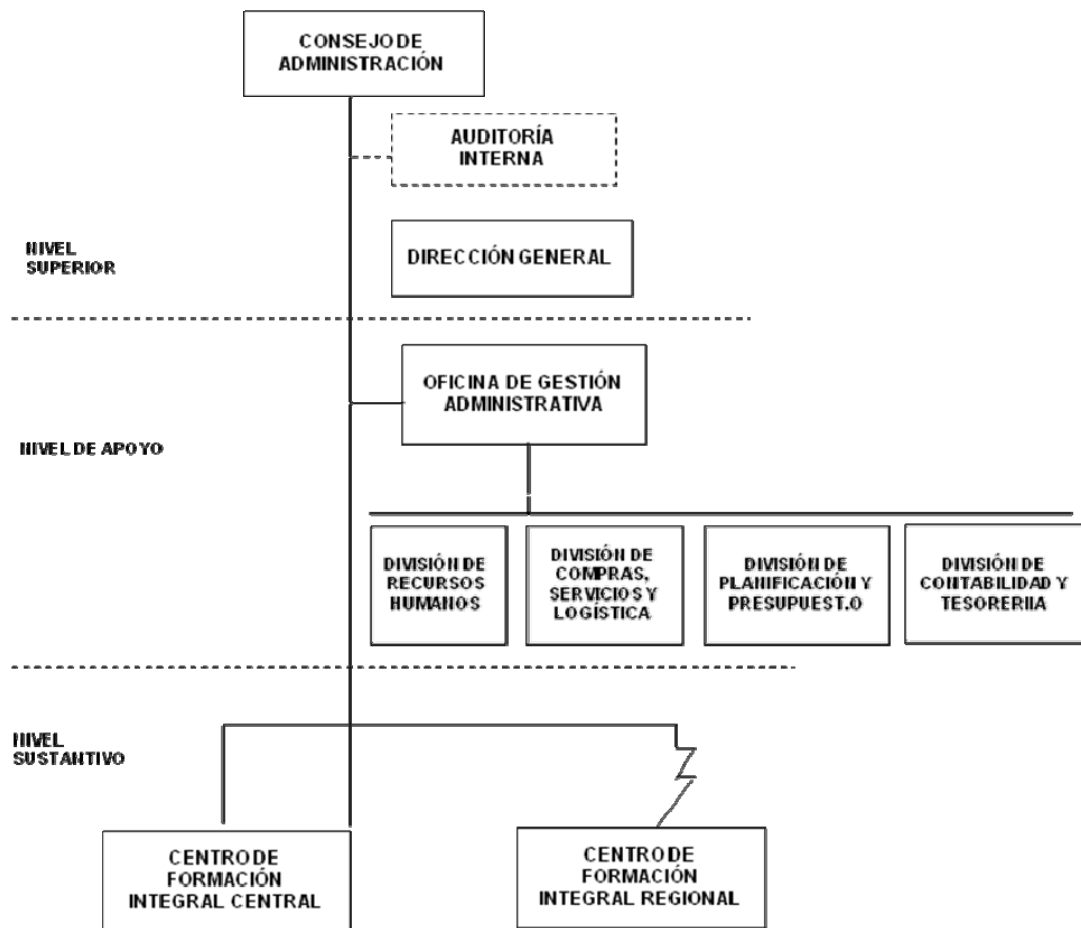 CONSEJO DE
ADMINISTRACIÓN
AUDITORÍA
INTERNA
NIVEL
SUPERIOR
DIRECCIÓN GENERAL
OFICINA DE GESTIÓN
ADMINISTRATIVA
NIVEL DE APOYO
DIVISIÓN DE
RECURSOS
HUMANOS
DIVISIÓN DE
COMPRAS,
SERVICIOS Y
LOGÍSTICA
DIVISIÓN DE
PLANIFICACIÓN Y
PRESUPUEST.O
DIVISIÓN DE
CONTABILIDAD Y
TESORERIIA
NIVEL
SUSTANTIVO
CENTRO DE
FORMACIÓN
INTEGRAL CENTRAL
CENTRO DE
FORMACIÓN
INTEGRAL REGIONAL